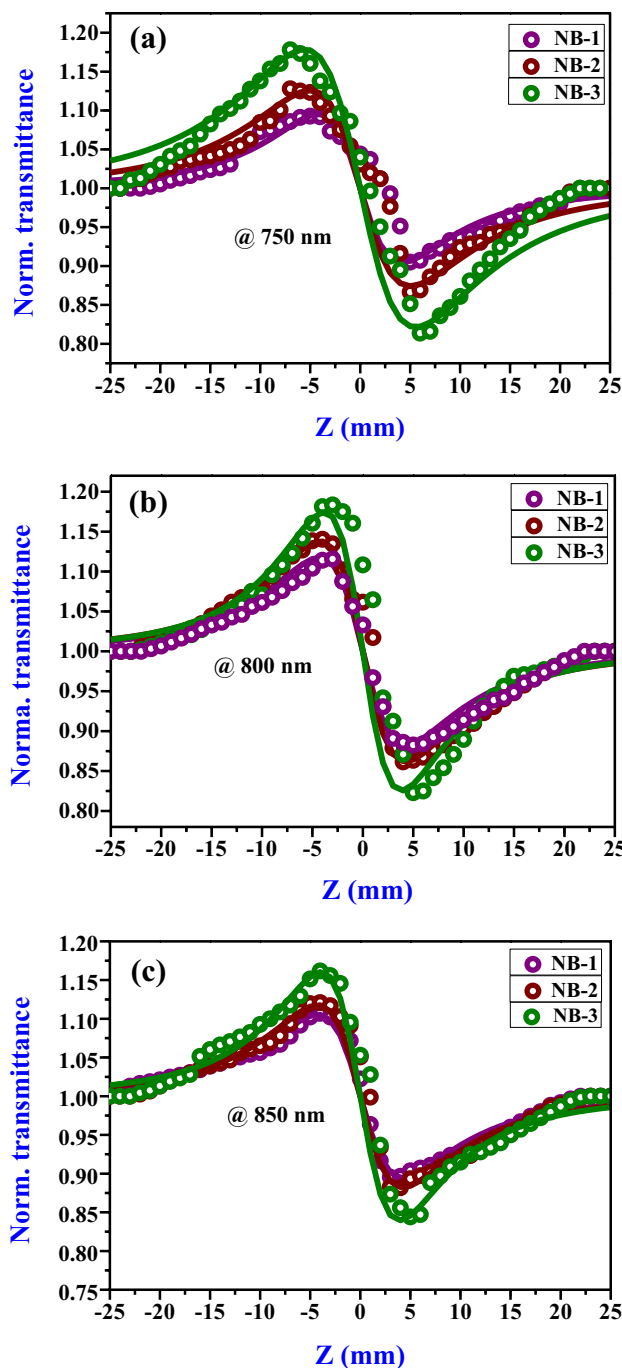 (a)
NB-1
NB-2
NB-3
1.20
1.15
1.10
1.05
1.00
0.95
0.90
0.85
0.80
Norm. transmittance
@ 750 nm
-25 -20 -15 -10 -5 0 5 10 15 20 25
Z (mm)
(b)
NB-1
NB-2
NB-3
1.20
1.15
1.10
1.05
1.00
0.95
0.90
0.85
0.80
Norma. transmittance
@ 800 nm
-25 -20 -15 -10 -5 0 5 10 15 20 25
Z (mm)
(c)
NB-1
NB-2
NB-3
1.20
1.15
1.10
1.05
1.00
0.95
0.90
0.85
0.80
0.75
Norm. transmittance
@ 850 nm
-25 -20 -15 -10 -5 0 5 10 15 20 25
Z (mm)